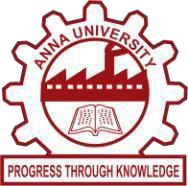 ANNA UNIVERSITY
PROGRESS THROUGH KNOWLEDGE